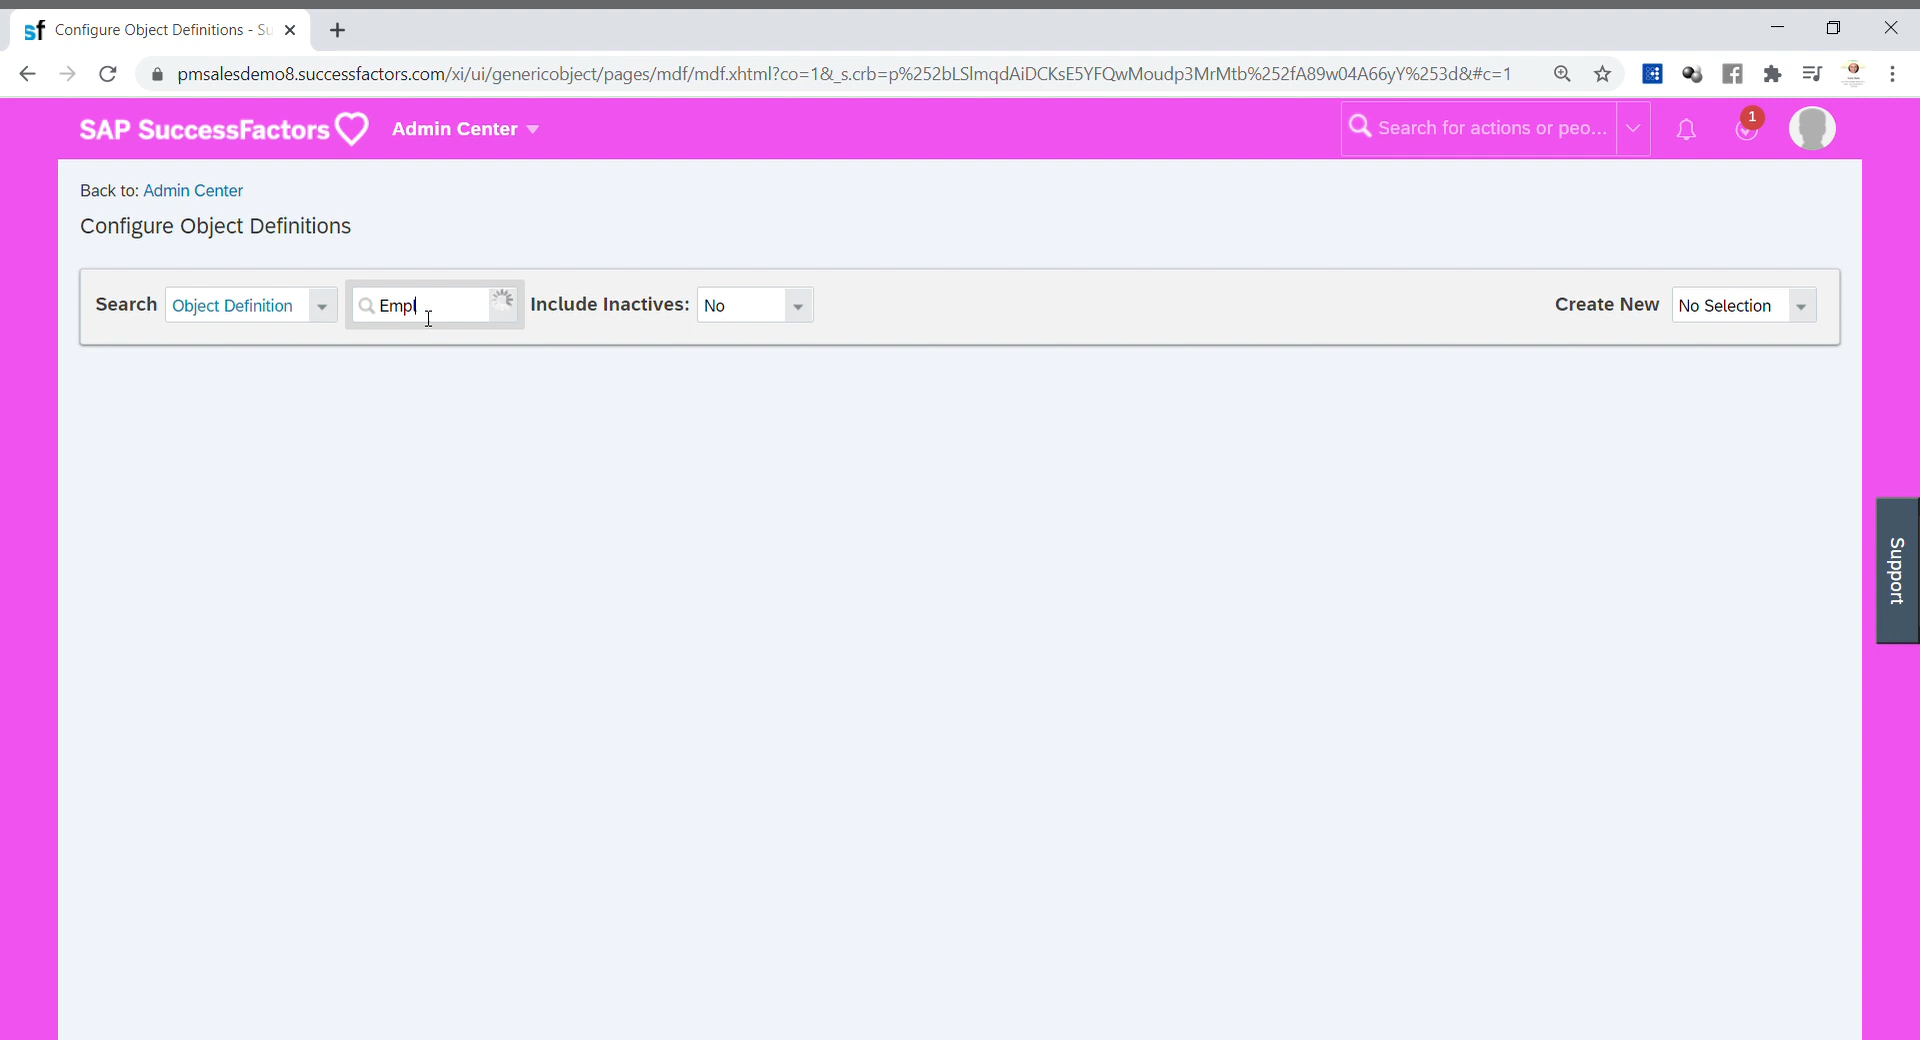 sf Configure Object Definitions - Su
pmsalesdemo8.successfactors.com/xi/ui/genericobject/pages/mdf/mdf.xhtml?co=1&_s.crb=p%252bLSlmqdAiDCKsE5YFQwMoudp3MrMtb%252fA89w04A66yY%253d&#c=1
SAP SuccessFactors Admin Center Search for actions or peo... 1
Back to: Admin Center
Configure Object Definitions
Search Object Definition Empl Include Inactives: No Create New No Selection
Support